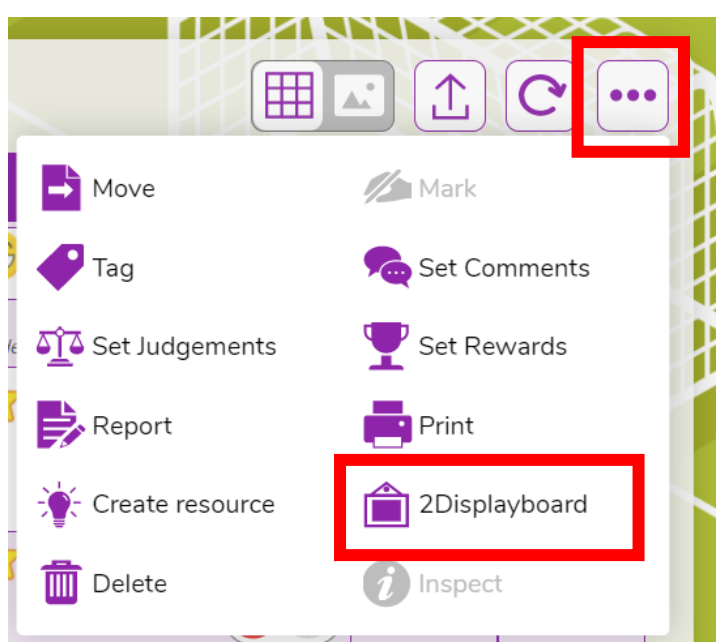 Move
Mark
Tag
Set Comments
Set Judgements
Set Rewards
Report
Print
Create resource
2Displayboard
Delete
Inspect